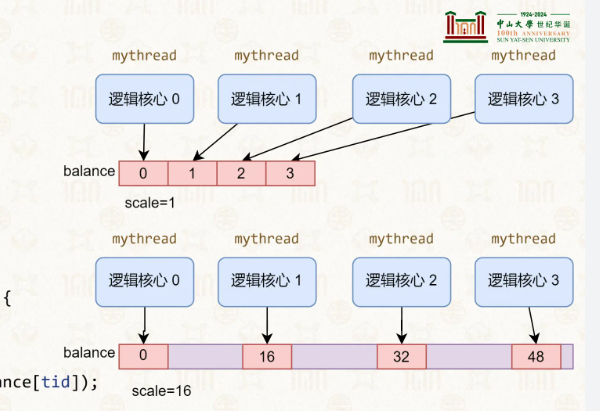 1924-2024
中山大學 世纪华诞
100th ANNIVERSARY
SUN YAT-SEN UNIVERSITY
mythread mythread mythread mythread
逻辑核心 0 逻辑核心 1 逻辑核心 2 逻辑核心 3
balance 0 1 2 3
scale=1
mythread mythread mythread mythread
逻辑核心 0 逻辑核心 1 逻辑核心 2 逻辑核心 3
{
balance 0 16 32 48
ance[tid]);
scale=16